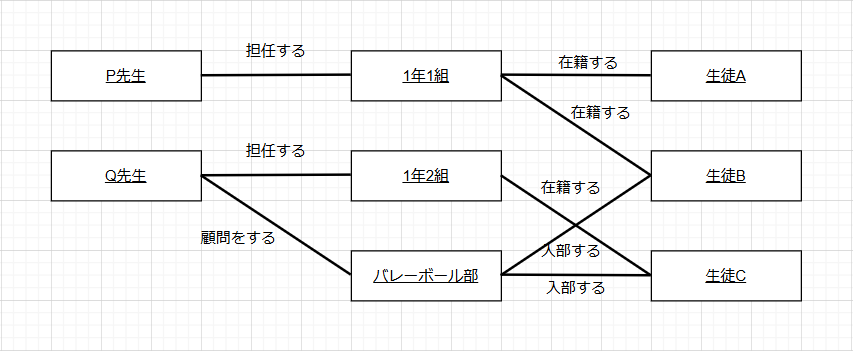 担任する
P先生
1年1組
在籍する
生徒A
在籍する
担任する
Q先生
1年2組
在籍する
生徒B
顧問をする
入部する
バレーボール部
生徒C
入部する